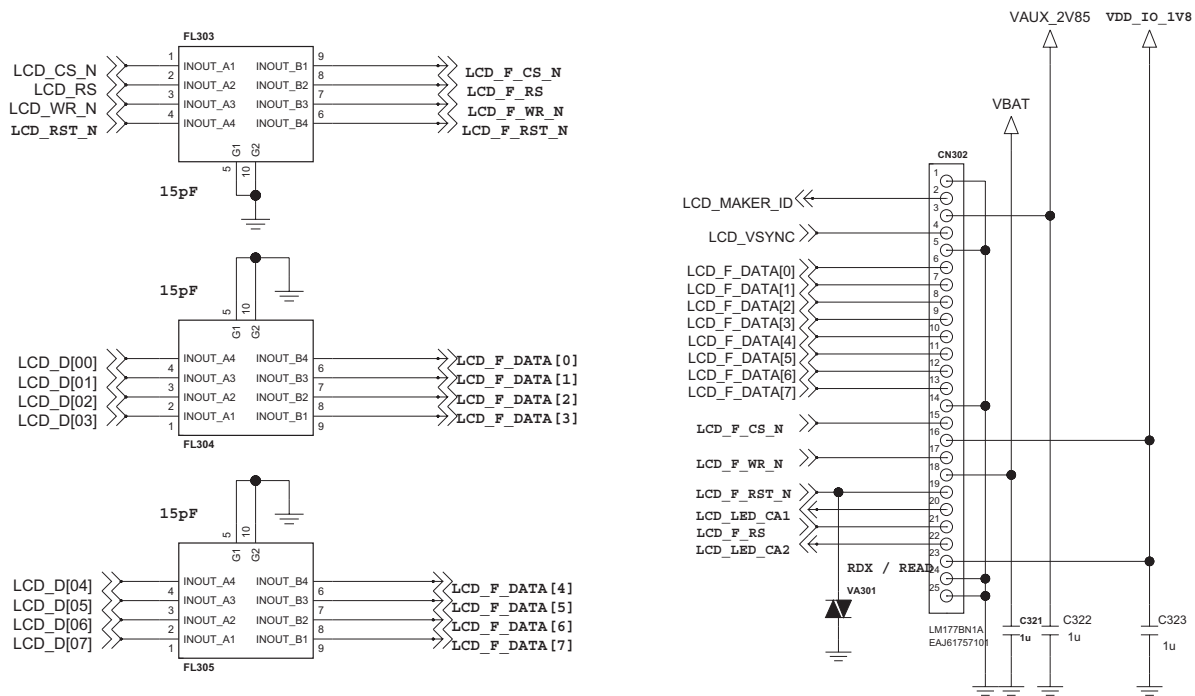 FL303
1 INOUT_A1 INOUT_B1 9
2 INOUT_A2 INOUT_B2 8
3 INOUT_A3 INOUT_B3 7
4 INOUT_A4 INOUT_B4 6
LCD_CS_N
LCD_RS
LCD_WR_N
LCD_RST_N
LCD_F_CS_N
LCD_F_RS
LCD_F_WR_N
LCD_F_RST_N
G1 G2
5 10
15pF
15pF
5 10
G1 G2
LCD_D[00] INOUT_A4 INOUT_B4 LCD_F_DATA[0]
4 6
LCD_D[01] INOUT_A3 INOUT_B3 LCD_F_DATA[1]
3 7
LCD_D[02] INOUT_A2 INOUT_B2 LCD_F_DATA[2]
2 8
LCD_D[03] INOUT_A1 INOUT_B1 LCD_F_DATA[3]
1 9
FL304
15pF
5 10
G1 G2
LCD_D[04] INOUT_A4 INOUT_B4 LCD_F_DATA[4]
4 6
LCD_D[05] INOUT_A3 INOUT_B3 LCD_F_DATA[5]
3 7
LCD_D[06] INOUT_A2 INOUT_B2 LCD_F_DATA[6]
2 8
LCD_D[07] INOUT_A1 INOUT_B1 LCD_F_DATA[7]
1 9
FL305
VAUX_2V85 VDD_IO_1V8
VBAT
CN302
1
2
LCD_MAKER_ID
3
4
LCD_VSYNC
5
6
LCD_F_DATA[0]
7
LCD_F_DATA[1]
8
LCD_F_DATA[2]
9
LCD_F_DATA[3]
10
LCD_F_DATA[4]
11
LCD_F_DATA[5]
12
LCD_F_DATA[6]
13
LCD_F_DATA[7]
14
15
LCD_F_CS_N
16
17
LCD_F_WR_N
18
19
LCD_F_RST_N
20
LCD_LED_CA1
21
LCD_F_RS
22
LCD_LED_CA2
23
RDX / READ
24
25
VA301
LM177BN1A
EAJ61757101
C321
1u
C322
1u
C323
1u